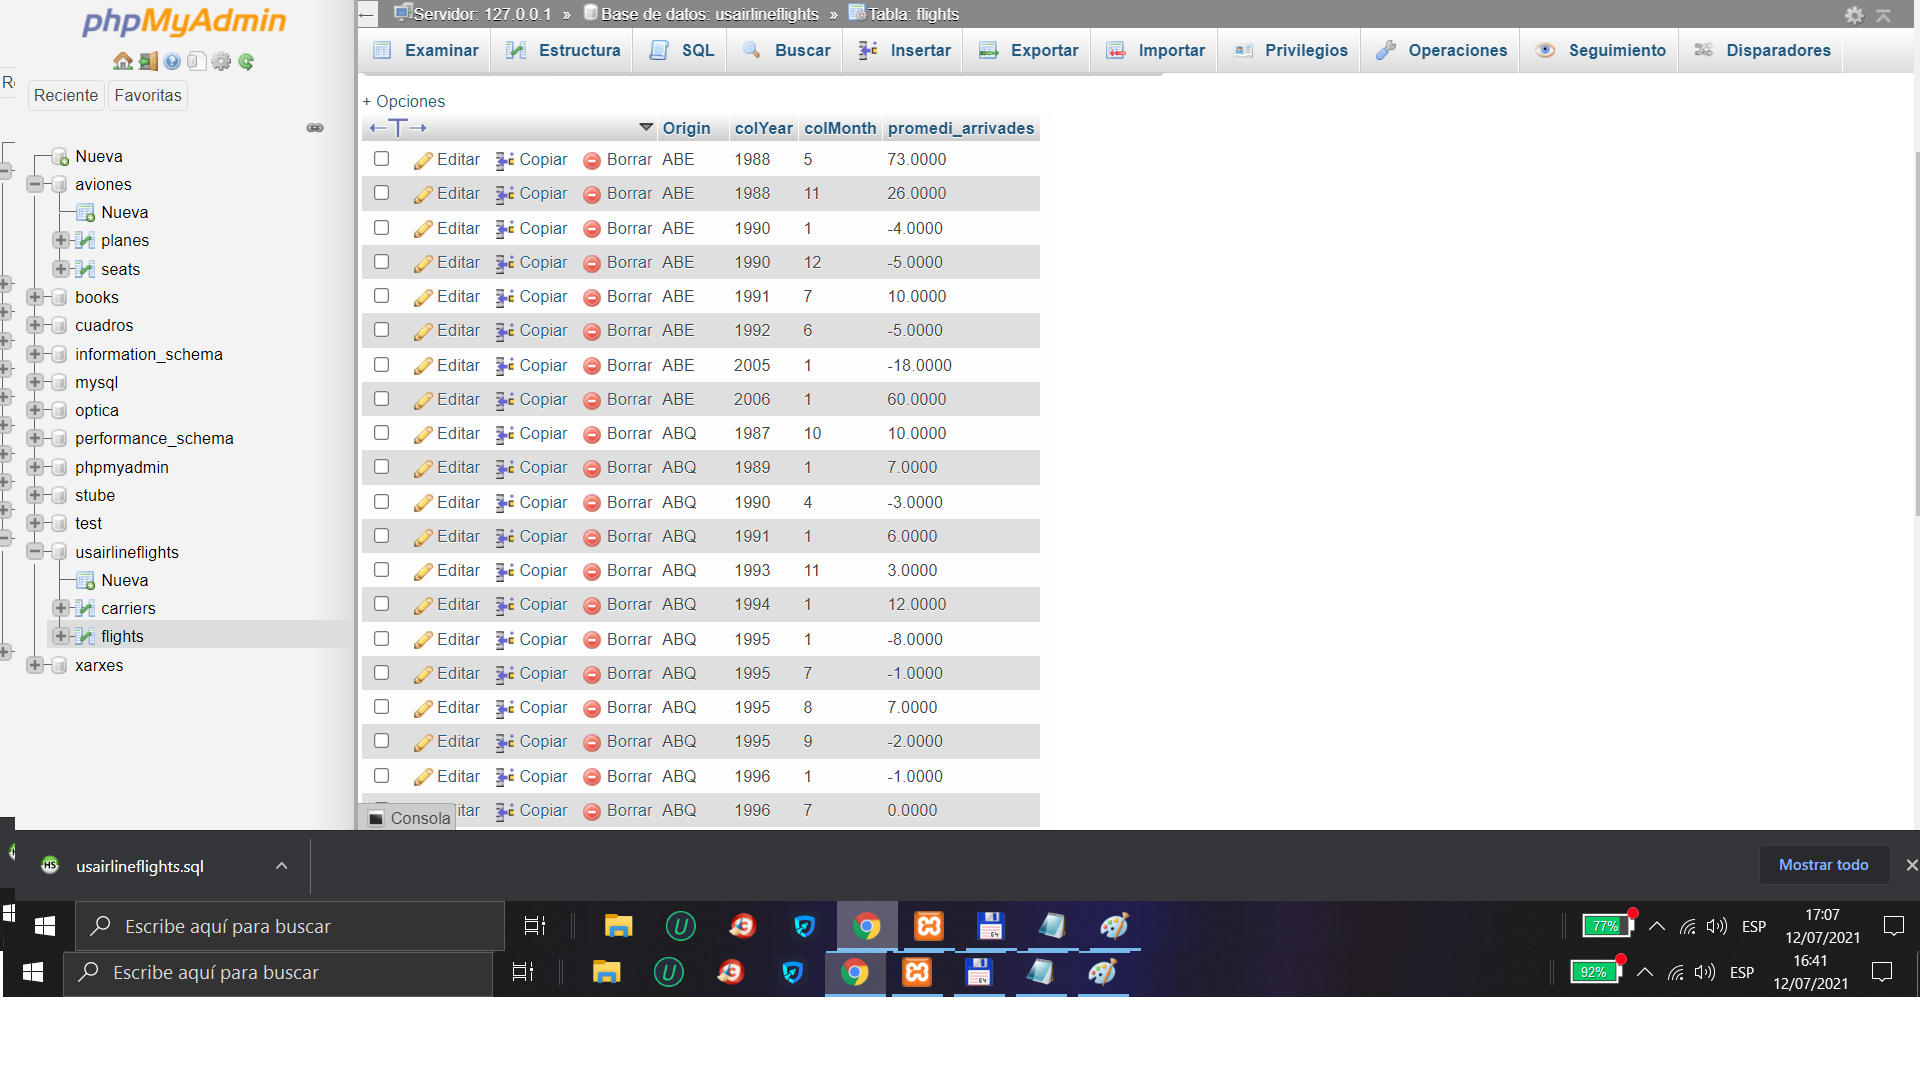 phpMyAdmin
Reciente Favoritas
Nueva
aviones
Nueva
planes
seats
books
cuadros
information_schema
mysql
optica
performance_schema
phpmyadmin
stube
test
usairlineflights
Nueva
carriers
flights
xarxes
Servidor: 127.0.0.1 » Base de datos: usairlineflights » Tabla: flights
Examinar Estructura SQL Buscar Insertar Exportar Importar Privilegios Operaciones Seguimiento Disparadores
+ Opciones
←T→ Origin colYear colMonth promedi_arrivades
Editar Copiar Borrar ABE 1988 5 73.0000
Editar Copiar Borrar ABE 1988 11 26.0000
Editar Copiar Borrar ABE 1990 1 -4.0000
Editar Copiar Borrar ABE 1990 12 -5.0000
Editar Copiar Borrar ABE 1991 7 10.0000
Editar Copiar Borrar ABE 1992 6 -5.0000
Editar Copiar Borrar ABE 2005 1 -18.0000
Editar Copiar Borrar ABE 2006 1 60.0000
Editar Copiar Borrar ABQ 1987 10 10.0000
Editar Copiar Borrar ABQ 1989 1 7.0000
Editar Copiar Borrar ABQ 1990 4 -3.0000
Editar Copiar Borrar ABQ 1991 1 6.0000
Editar Copiar Borrar ABQ 1993 11 3.0000
Editar Copiar Borrar ABQ 1994 1 12.0000
Editar Copiar Borrar ABQ 1995 1 -8.0000
Editar Copiar Borrar ABQ 1995 7 -1.0000
Editar Copiar Borrar ABQ 1995 8 7.0000
Editar Copiar Borrar ABQ 1995 9 -2.0000
Editar Copiar Borrar ABQ 1996 1 -1.0000
itar Copiar Borrar ABQ 1996 7 0.0000
Consola
usairlineflights.sql Mostrar todo
Escribe aquí para buscar 77% ESP 17:07
12/07/2021
Escribe aquí para buscar 92% ESP 16:41
12/07/2021